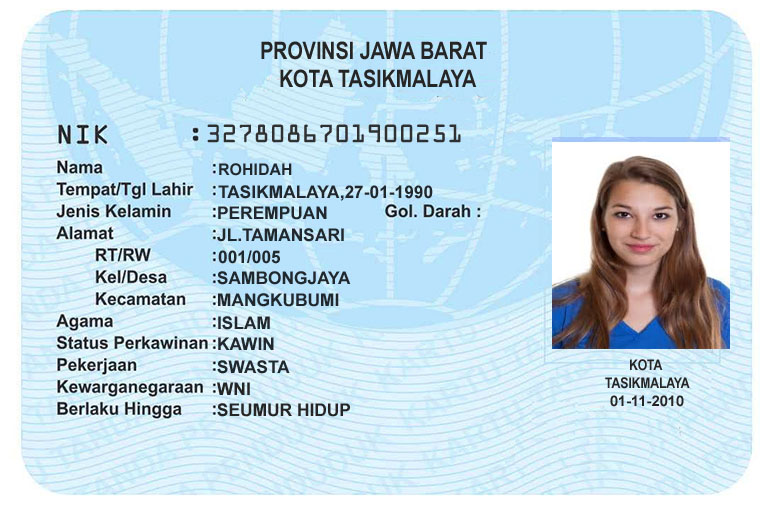 PROVINSI JAWA BARAT
KOTA TASIKMALAYA
NIK :3278086701900251
Nama :ROHIDAH
Tempat/Tgl Lahir :TASIKMALAYA,27-01-1990
Jenis Kelamin :PEREMPUAN Gol. Darah :
Alamat :JL.TAMANSARI
RT/RW :001/005
Kel/Desa :SAMBONGJAYA
Kecamatan :MANGKUBUMI
Agama :ISLAM
Status Perkawinan :KAWIN
Pekerjaan :SWASTA
Kewarganegaraan :WNI
Berlaku Hingga :SEUMUR HIDUP
KOTA
TASIKMALAYA
01-11-2010